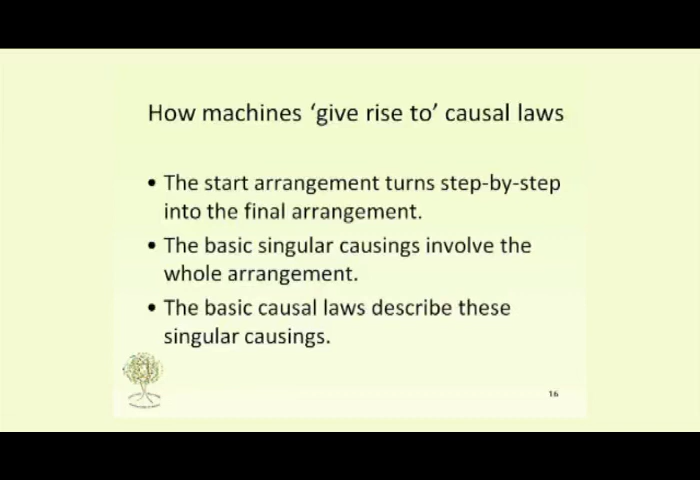 How machines ‘give rise to’ causal laws
• The start arrangement turns step-by-step
into the final arrangement.
• The basic singular causings involve the
whole arrangement.
• The basic causal laws describe these
singular causings.
16